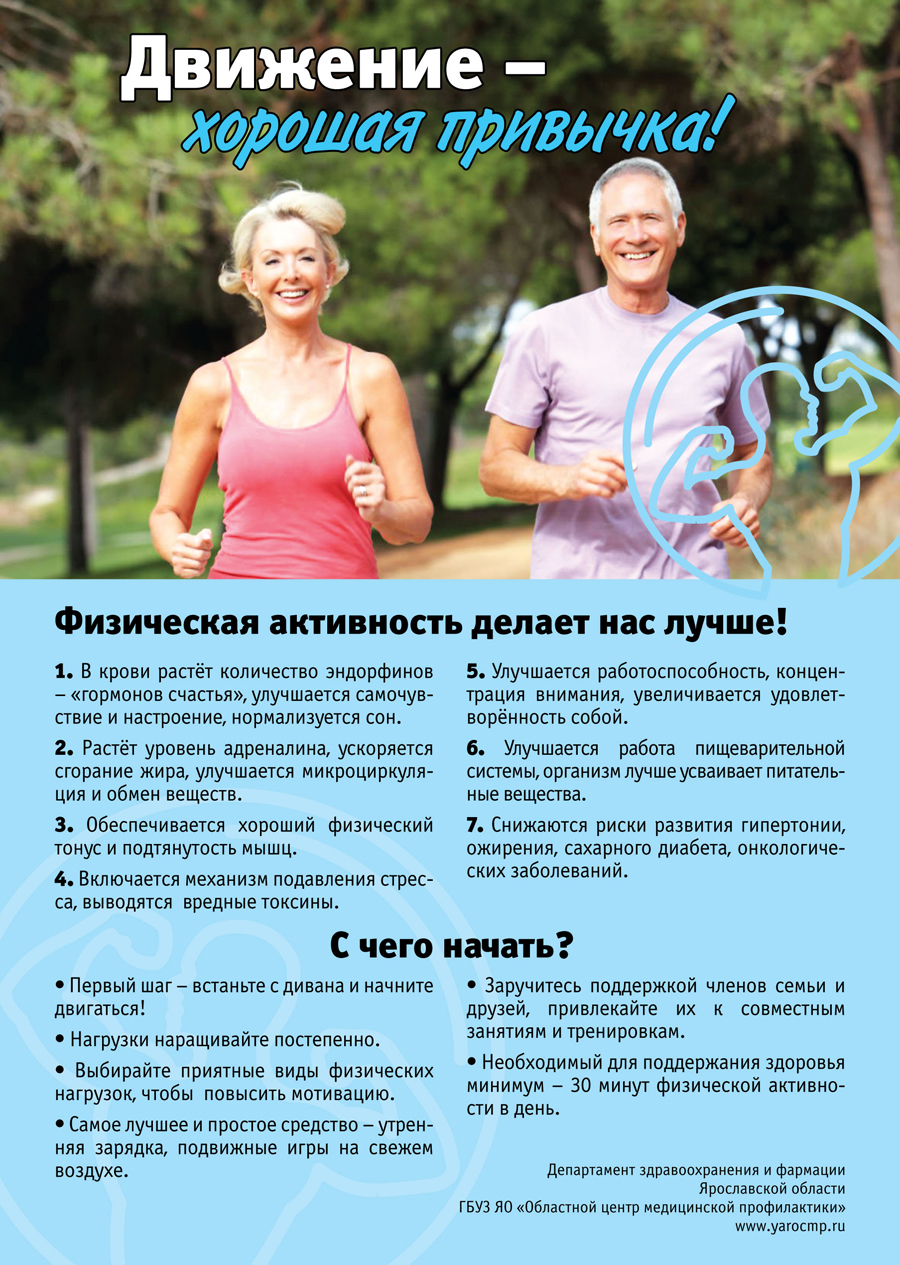 Движение –
хорошая привычка!
Физическая активность делает нас лучше!
1. В крови растёт количество эндорфинов
– «гормонов счастья», улучшается самочув-
ствие и настроение, нормализуется сон.
2. Растёт уровень адреналина, ускоряется
сгорание жира, улучшается микроциркуля-
ция и обмен веществ.
3. Обеспечивается хороший физический
тонус и подтянутость мышц.
4. Включается механизм подавления стрес-
са, выводятся вредные токсины.
5. Улучшается работоспособность, концен-
трация внимания, увеличивается удовлет-
ворённость собой.
6. Улучшается работа пищеварительной
системы, организм лучше усваивает питатель-
ные вещества.
7. Снижаются риски развития гипертонии,
ожирения, сахарного диабета, онкологиче-
ских заболеваний.
С чего начать?
• Первый шаг – встаньте с дивана и начните
двигаться!
• Нагрузки наращивайте постепенно.
• Выбирайте приятные виды физических
нагрузок, чтобы повысить мотивацию.
• Самое лучшее и простое средство – утрен-
няя зарядка, подвижные игры на свежем
воздухе.
• Заручитесь поддержкой членов семьи и
друзей, привлекайте их к совместным
занятиям и тренировкам.
• Необходимый для поддержания здоровья
минимум – 30 минут физической активно-
сти в день.
Департамент здравоохранения и фармации
Ярославской области
ГБУЗ ЯО «Областной центр медицинской профилактики»
www.yarocmp.ru